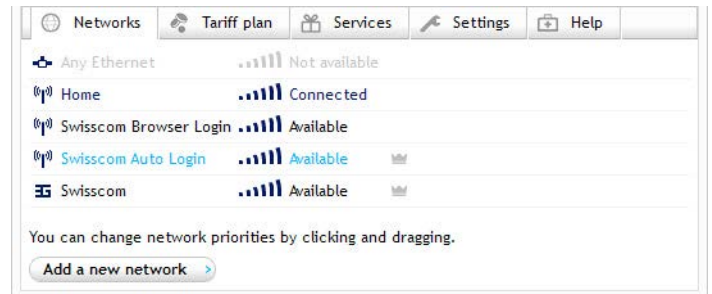 Networks Tariff plan Services Settings Help
Any Ethernet Not available
Home Connected
Swisscom Browser Login Available
Swisscom Auto Login Available
3G Swisscom Available
You can change network priorities by clicking and dragging.
Add a new network